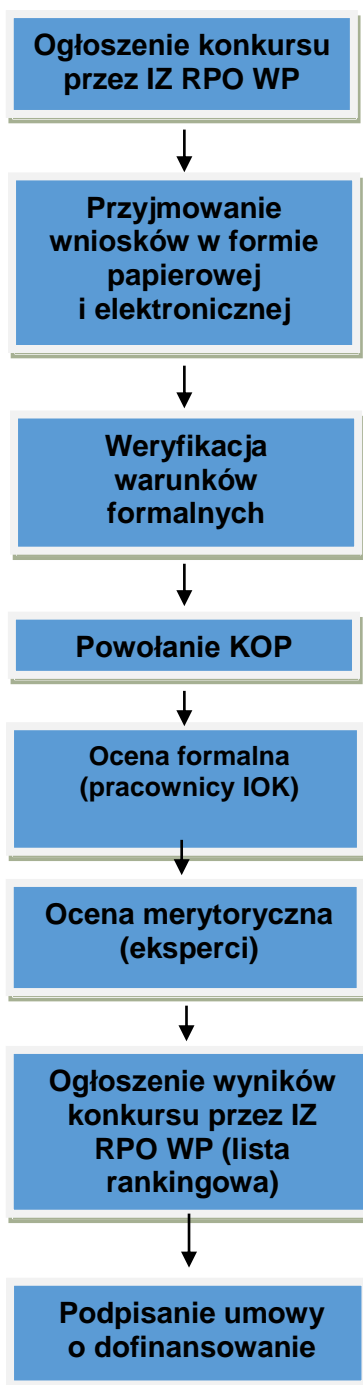 Ogłoszenie konkursu
przez IZ RPO WP
Przyjmowanie
wniosków w formie
papierowej
i elektronicznej
Weryfikacja
warunków
formalnych
Powołanie KOP
Ocena formalna
(pracownicy IOK)
Ocena merytoryczna
(eksperci)
Ogłoszenie wyników
konkursu przez IZ
RPO WP (lista
rankingowa)
Podpisanie umowy
o dofinansowanie